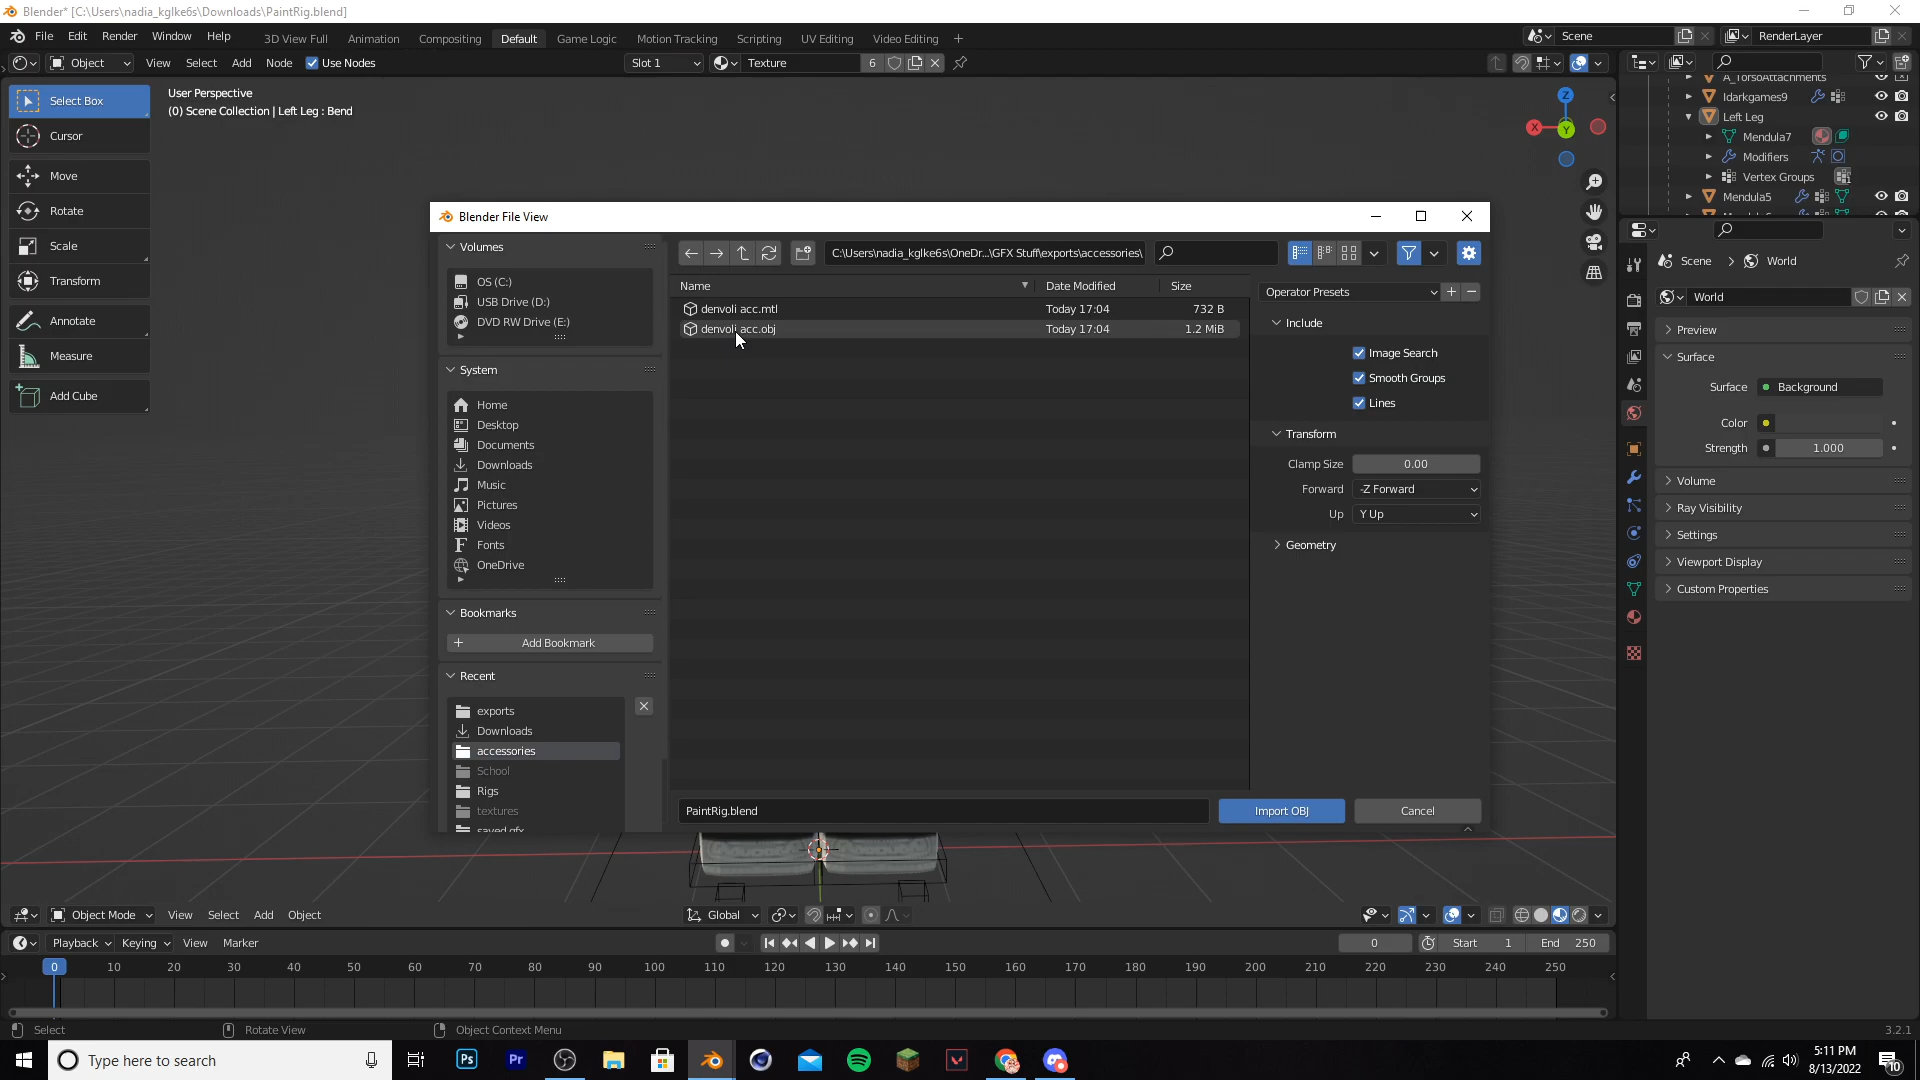 Blender* [C:\Users\nadia_kglke6s\Downloads\PaintRig.blend]
File Edit Render Window Help 3D View Full Animation Compositing Default Game Logic Motion Tracking Scripting UV Editing Video Editing + Scene RenderLayer
Object View Select Add Node Use Nodes Slot 1 Texture 6
Select Box
Cursor
Move
Rotate
Scale
Transform
Annotate
Measure
Add Cube
User Perspective
(0) Scene Collection | Left Leg : Bend
Z
X
Y
A_TorsoAttachments
Idarkgames9
Left Leg
Mendula7
Modifiers
Vertex Groups
Mendula5
Scene > World
World
Preview
Surface
Surface Background
Color
Strength 1.000
Volume
Ray Visibility
Settings
Viewport Display
Custom Properties
Blender File View
Volumes
OS (C:)
USB Drive (D:)
DVD RW Drive (E:)
System
Home
Desktop
Documents
Downloads
Music
Pictures
Videos
Fonts
OneDrive
Bookmarks
Add Bookmark
Recent
exports
Downloads
accessories
School
Rigs
textures
saved gfx
C:\Users\nadia_kglke6s\OneDr...\GFX Stuff\exports\accessories\
Name Date Modified Size
denvoli acc.mtl Today 17:04 732 B
denvoli acc.obj Today 17:04 1.2 MiB
Operator Presets
Include
Image Search
Smooth Groups
Lines
Transform
Clamp Size 0.00
Forward -Z Forward
Up Y Up
Geometry
PaintRig.blend Import OBJ Cancel
Object Mode View Select Add Object Global
Playback Keying View Marker 0 Start 1 End 250
0 10 20 30 40 50 60 70 80 90 100 110 120 130 140 150 160 170 180 190 200 210 220 230 240 250
Select Rotate View Object Context Menu 3.2.1
Type here to search Ps Pr 5:11 PM
8/13/2022 10